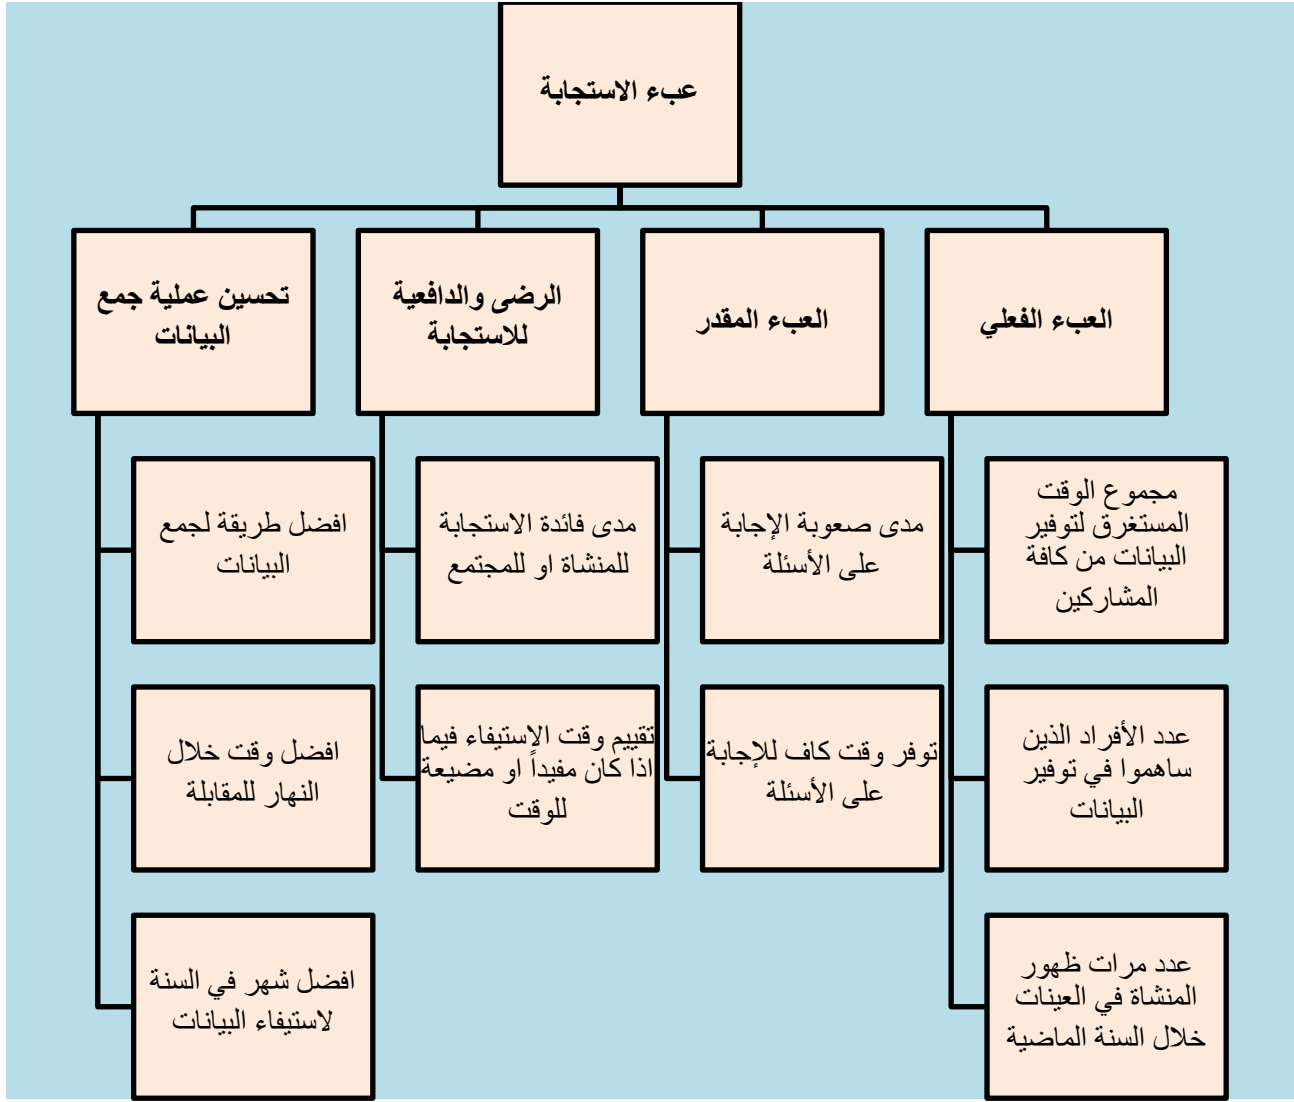 عبء الاستجابة
العبء الفعلي
مجموع الوقت
المستغرق لتوفير
البيانات من كافة
المشاركين
عدد الأفراد الذين
ساهموا في توفير
البيانات
عدد مرات ظهور
المنشاة في العينات
خلال السنة الماضية
العبء المقدر
مدى صعوبة الإجابة
على الأسئلة
توفر وقت كاف للإجابة
على الأسئلة
الرضى والدافعية
للاستجابة
مدى فائدة الاستجابة
للمنشاة او للمجتمع
تقييم وقت الاستيفاء فيما
اذا كان مفيداً او مضيعة
للوقت
تحسين عملية جمع
البيانات
افضل طريقة لجمع
البيانات
افضل وقت خلال
النهار للمقابلة
افضل شهر في السنة
لاستيفاء البيانات